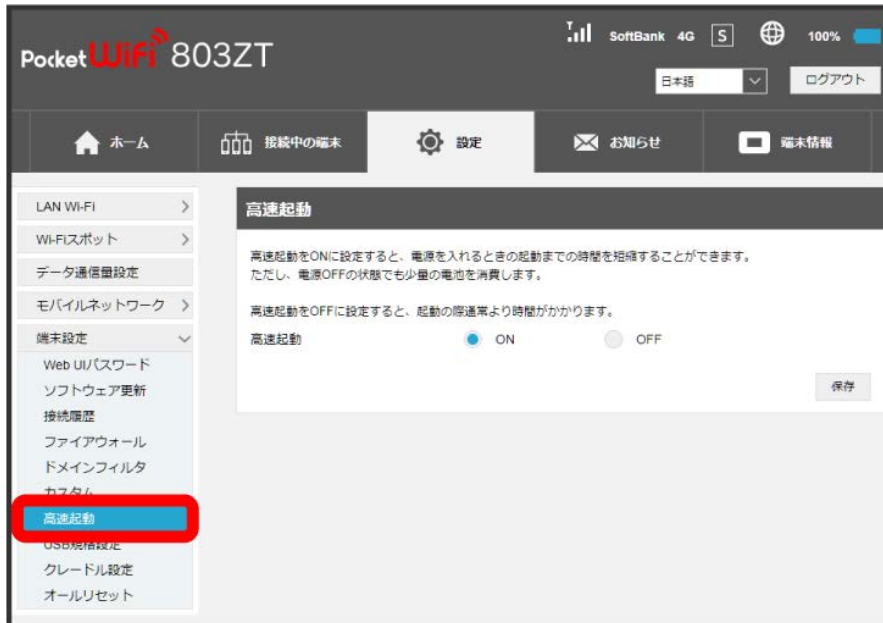 SoftBank 4G S 100%
Pocket WiFi 803ZT
日本語 ログアウト
ホーム 接続中の端末 設定 お知らせ 端末情報
LAN Wi-Fi
Wi-Fiスポット
データ通信量設定
モバイルネットワーク
端末設定
Web UIパスワード
ソフトウェア更新
接続履歴
ファイアウォール
ドメインフィルタ
カスタム
高速起動
USB規格設定
クレードル設定
オールリセット
高速起動
高速起動をONに設定すると、電源を入れるときの起動までの時間を短縮することができます。
ただし、電源OFFの状態でも少量の電池を消費します。
高速起動をOFFに設定すると、起動の際通常より時間がかかります。
高速起動 ON OFF
保存